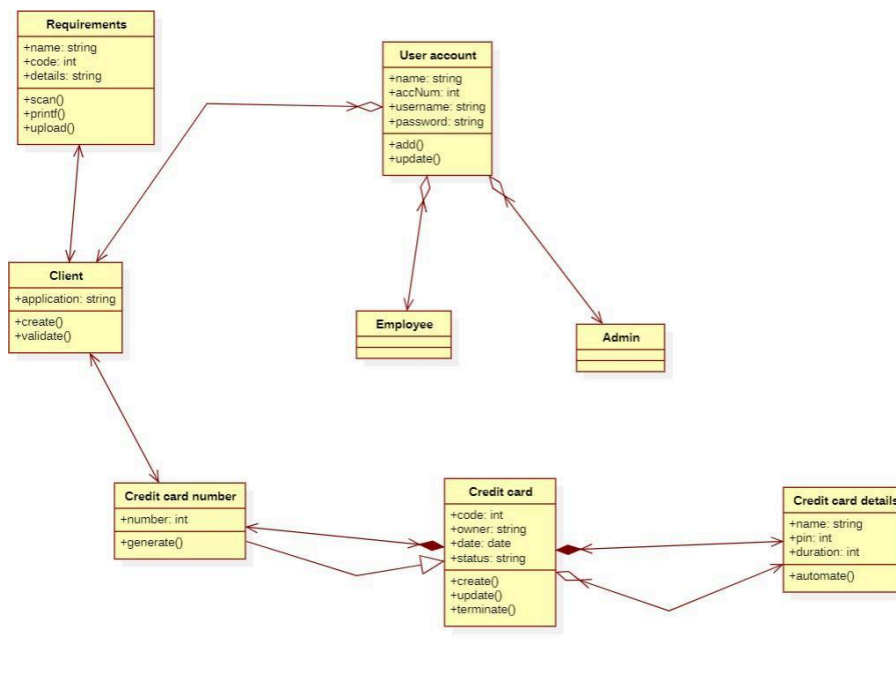 Requirements
+name: string
+code: int
+details: string
+scan()
+printf()
+upload()
User account
+name: string
+accNum: int
+username: string
+password: string
+add()
+update()
Client
+application: string
+create()
+validate()
Employee
Admin
Credit card number
+number: int
+generate()
Credit card
+code: int
+owner: string
+date: date
+status: string
+create()
+update()
+terminate()
Credit card details
+name: string
+pin: int
+duration: int
+automate()